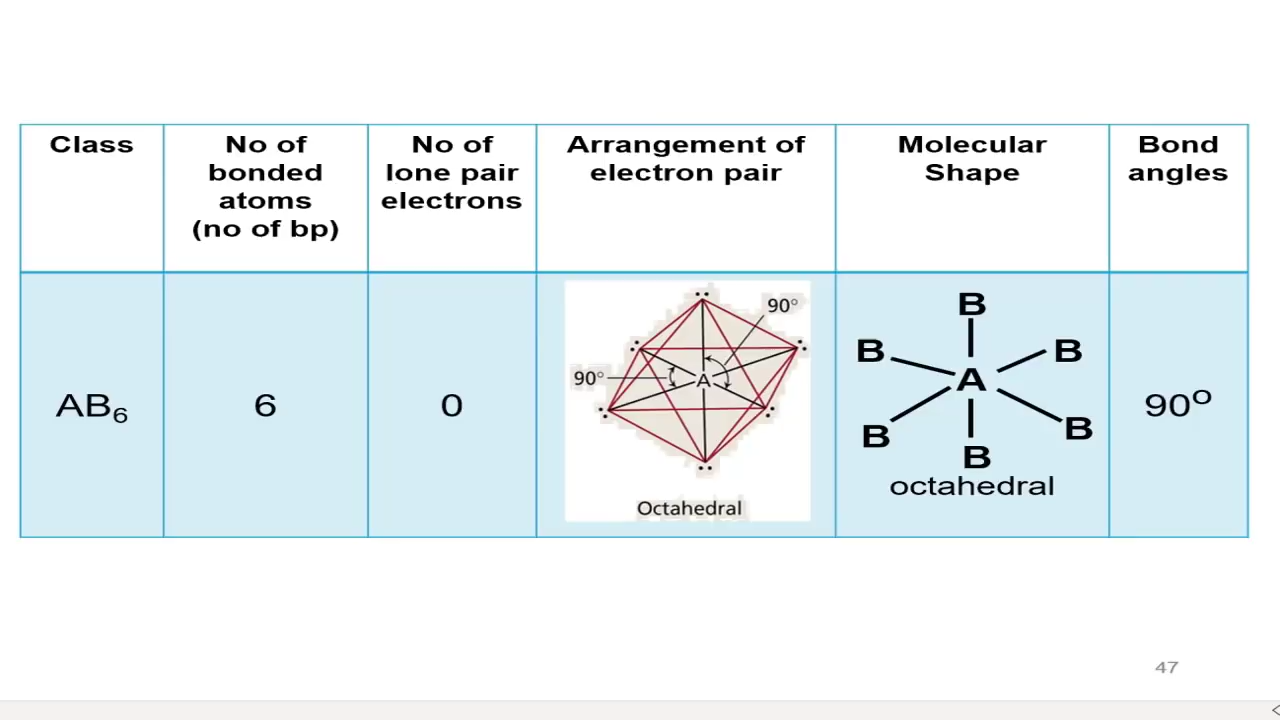 Class
No of
bonded
atoms
(no of bp)
No of
lone pair
electrons
Arrangement of
electron pair
Molecular
Shape
Bond
angles
AB₆
6
0
90°
90°
A
Octahedral
B
B
B
A
B
B
B
octahedral
90º
47